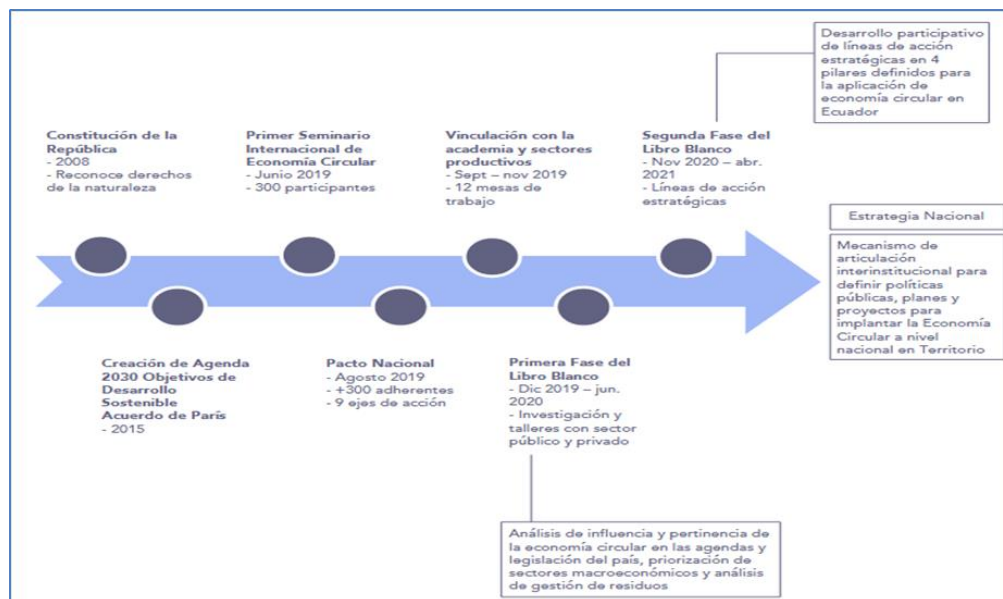 Desarrollo participativo
de líneas de acción
estratégicas en 4
pilares definidos para
la aplicación de
economía circular en
Ecuador
Constitución de la
República
- 2008
- Reconoce derechos
de la naturaleza
Primer Seminario
Internacional de
Economía Circular
- Junio 2019
- 300 participantes
Vinculación con la
academia y sectores
productivos
- Sept – nov 2019
- 12 mesas de
trabajo
Segunda Fase del
Libro Blanco
- Nov 2020 – abr.
2021
- Líneas de acción
estratégicas
Estrategia Nacional
Mecanismo de
articulación
interinstitucional para
definir políticas
públicas, planes y
proyectos para
implantar la Economía
Circular a nivel
nacional en Territorio
Creación de Agenda
2030 Objetivos de
Desarrollo
Sostenible
Acuerdo de París
- 2015
Pacto Nacional
- Agosto 2019
- +300 adherentes
- 9 ejes de acción
Primera Fase del
Libro Blanco
- Dic 2019 – jun.
2020
- Investigación y
talleres con sector
público y privado
Análisis de influencia y pertinencia de
la economía circular en las agendas y
legislación del país, priorización de
sectores macroeconómicos y análisis
de gestión de residuos